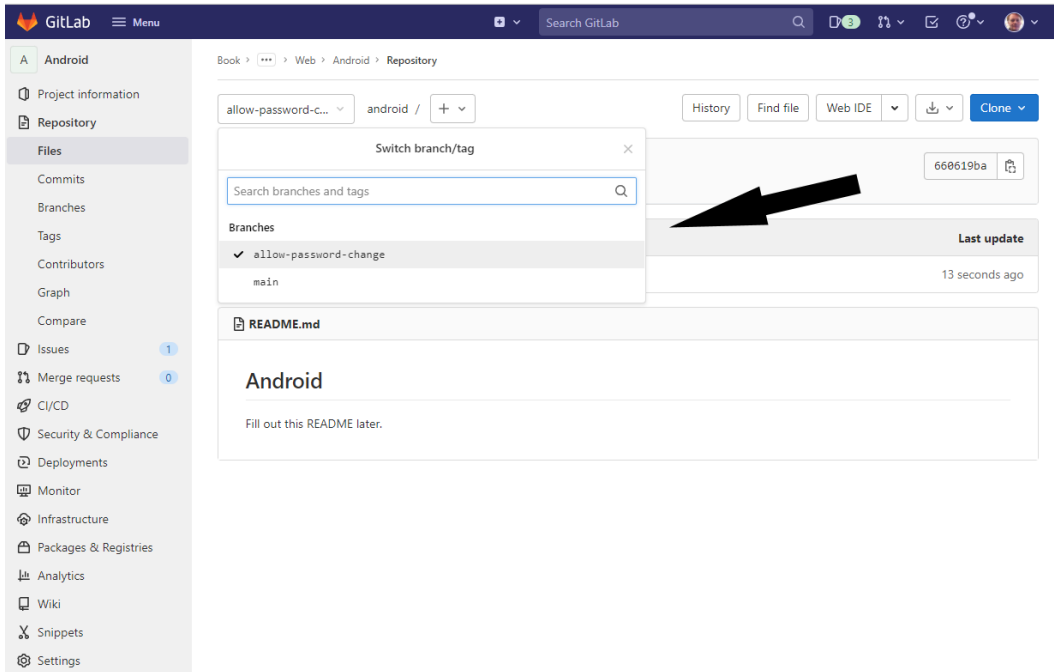 GitLab Menu Search GitLab 3
A Android
Project information
Repository
Files
Commits
Branches
Tags
Contributors
Graph
Compare
Issues 1
Merge requests 0
CI/CD
Security & Compliance
Deployments
Monitor
Infrastructure
Packages & Registries
Analytics
Wiki
Snippets
Settings
Book > ... > Web > Android > Repository
allow-password-c... android / + History Find file Web IDE Clone
Switch branch/tag
660619ba
Search branches and tags
Branches
Last update
allow-password-change
13 seconds ago
main
README.md
Android
Fill out this README later.